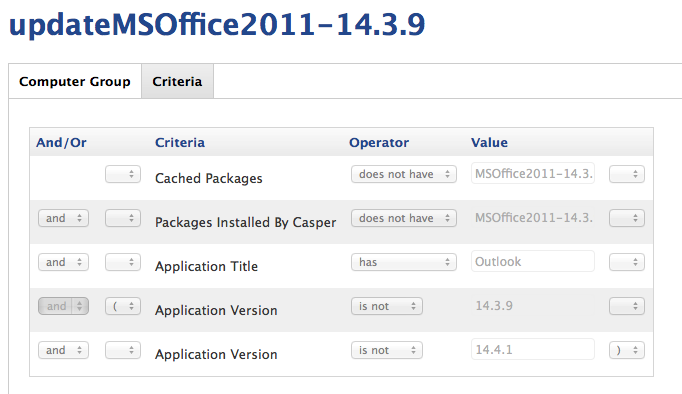 updateMSOffice2011-14.3.9
Computer Group Criteria
And/Or Criteria Operator Value
Cached Packages does not have MSOffice2011-14.3.
and Packages Installed By Casper does not have MSOffice2011-14.3.
and Application Title has Outlook
and ( Application Version is not 14.3.9
and Application Version is not 14.4.1 )